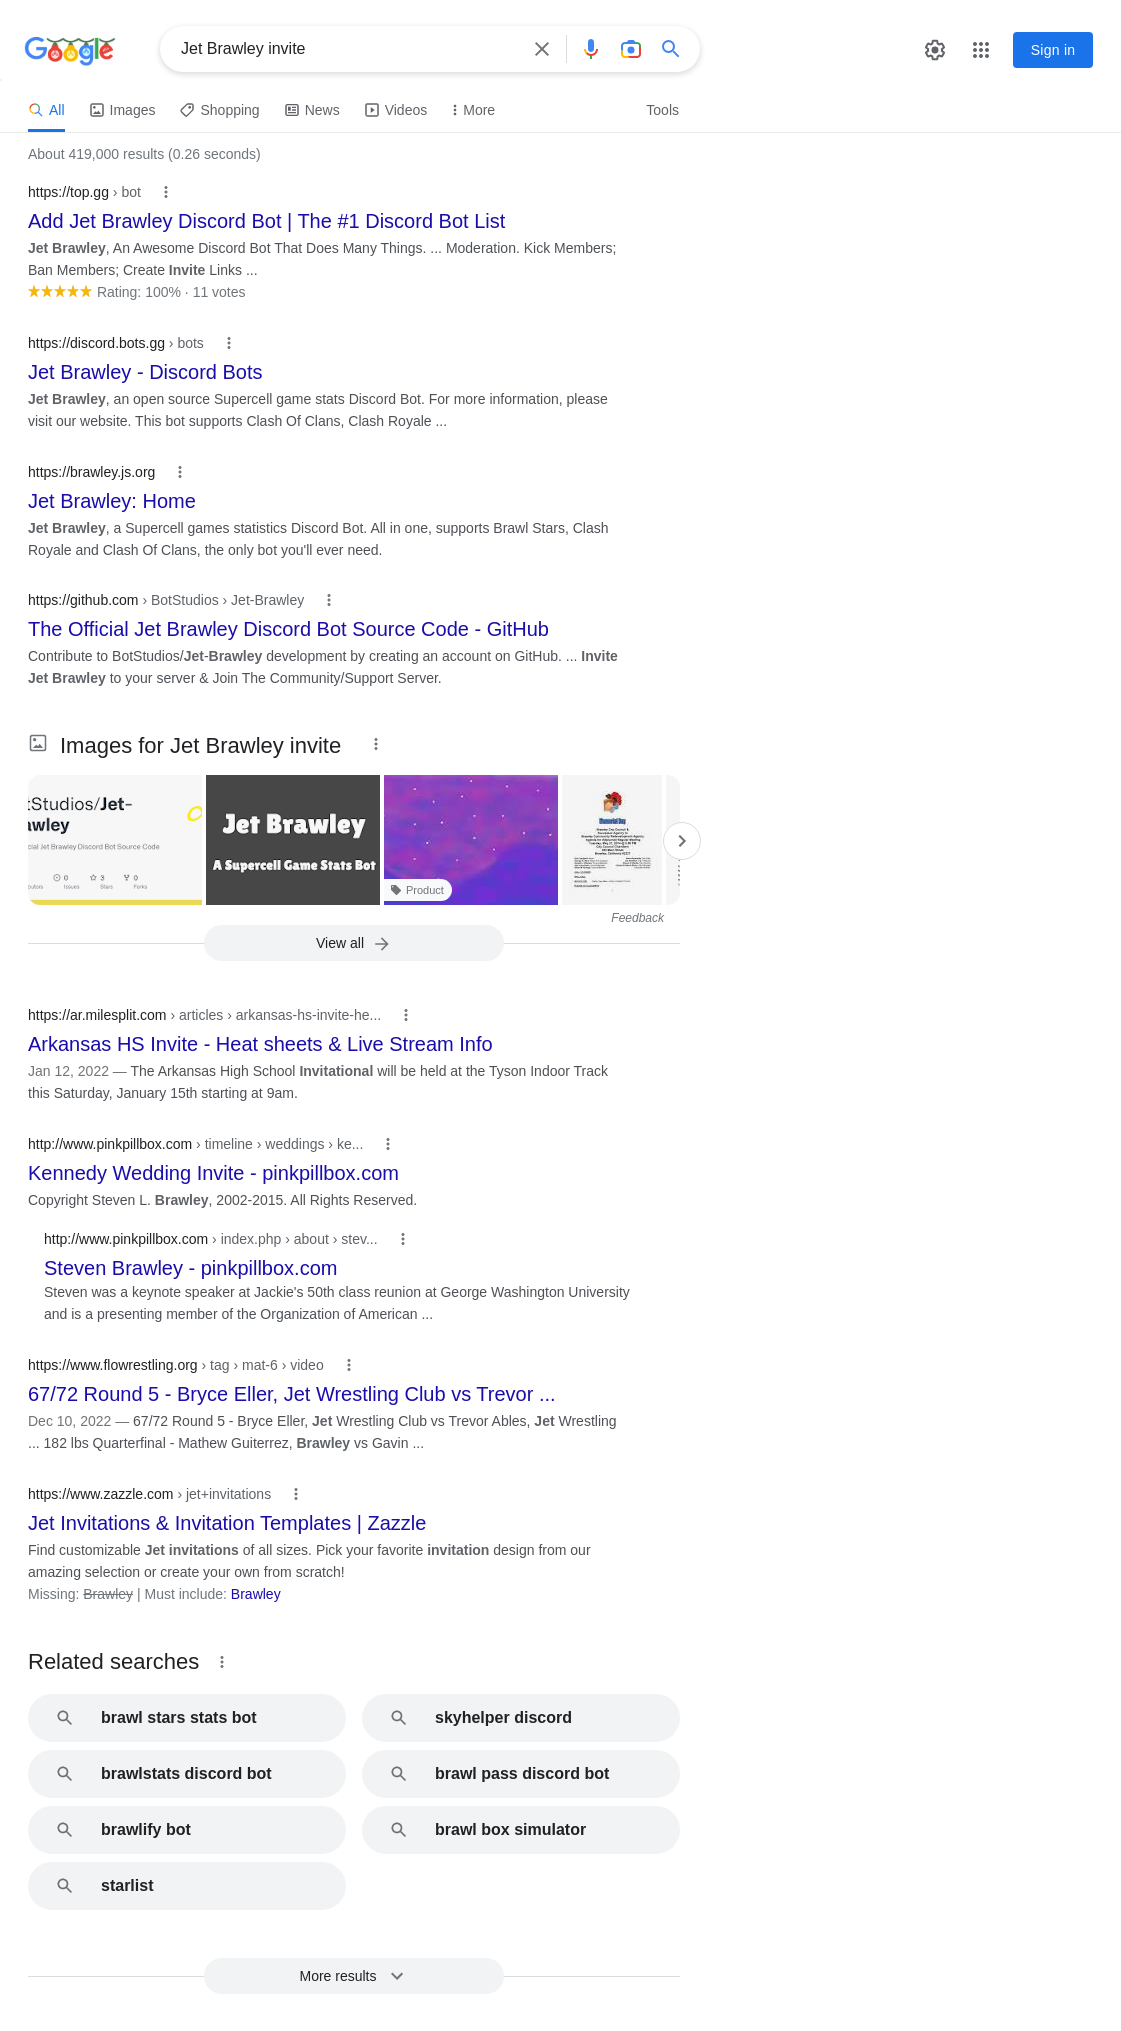 Google
Jet Brawley invite
Sign in
All
Images
Shopping
News
Videos
More
Tools
About 419,000 results (0.26 seconds)
https://top.gg › bot
Add Jet Brawley Discord Bot | The #1 Discord Bot List
Jet Brawley, An Awesome Discord Bot That Does Many Things. ... Moderation. Kick Members;
Ban Members; Create Invite Links ...
Rating: 100% · 11 votes
https://discord.bots.gg › bots
Jet Brawley - Discord Bots
Jet Brawley, an open source Supercell game stats Discord Bot. For more information, please
visit our website. This bot supports Clash Of Clans, Clash Royale ...
https://brawley.js.org
Jet Brawley: Home
Jet Brawley, a Supercell games statistics Discord Bot. All in one, supports Brawl Stars, Clash
Royale and Clash Of Clans, the only bot you'll ever need.
https://github.com › BotStudios › Jet-Brawley
The Official Jet Brawley Discord Bot Source Code - GitHub
Contribute to BotStudios/Jet-Brawley development by creating an account on GitHub. ... Invite
Jet Brawley to your server & Join The Community/Support Server.
Images for Jet Brawley invite
tStudios/Jet-
awley
cial Jet Brawley Discord Bot Source Code
0
3
0
Issues
Stars
Forks
Jet Brawley
A Supercell Game Stats Bot
Product
Memorial Day
Feedback
View all
https://ar.milesplit.com › articles › arkansas-hs-invite-he...
Arkansas HS Invite - Heat sheets & Live Stream Info
Jan 12, 2022 — The Arkansas High School Invitational will be held at the Tyson Indoor Track
this Saturday, January 15th starting at 9am.
http://www.pinkpillbox.com › timeline › weddings › ke...
Kennedy Wedding Invite - pinkpillbox.com
Copyright Steven L. Brawley, 2002-2015. All Rights Reserved.
http://www.pinkpillbox.com › index.php › about › stev...
Steven Brawley - pinkpillbox.com
Steven was a keynote speaker at Jackie's 50th class reunion at George Washington University
and is a presenting member of the Organization of American ...
https://www.flowrestling.org › tag › mat-6 › video
67/72 Round 5 - Bryce Eller, Jet Wrestling Club vs Trevor ...
Dec 10, 2022 — 67/72 Round 5 - Bryce Eller, Jet Wrestling Club vs Trevor Ables, Jet Wrestling
... 182 lbs Quarterfinal - Mathew Guiterrez, Brawley vs Gavin ...
https://www.zazzle.com › jet+invitations
Jet Invitations & Invitation Templates | Zazzle
Find customizable Jet invitations of all sizes. Pick your favorite invitation design from our
amazing selection or create your own from scratch!
Missing: Brawley | Must include: Brawley
Related searches
brawl stars stats bot
skyhelper discord
brawlstats discord bot
brawl pass discord bot
brawlify bot
brawl box simulator
starlist
More results